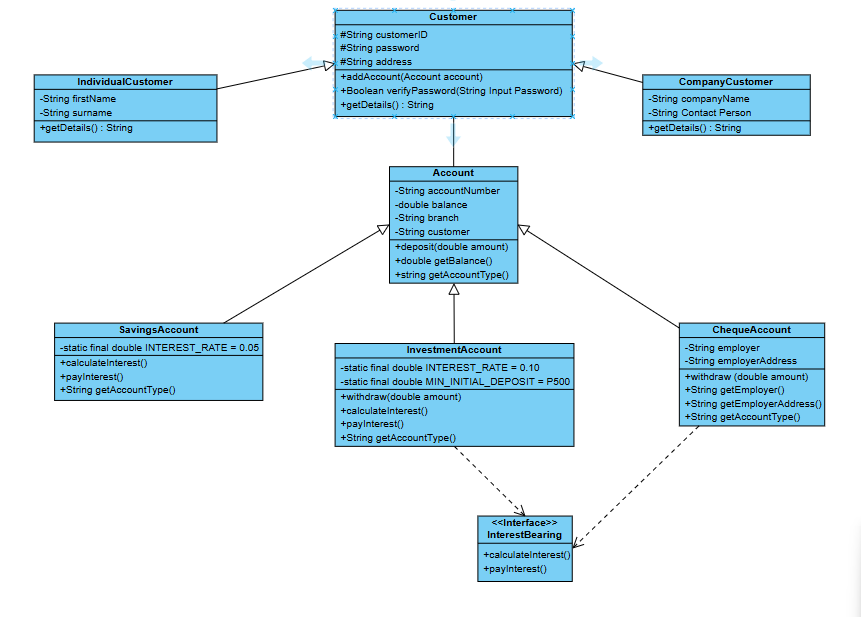 Customer
#String customerID
#String password
#String address
+addAccount(Account account)
+Boolean verifyPassword(String Input Password)
+getDetails() : String
IndividualCustomer
-String firstName
-String surname
+getDetails() : String
CompanyCustomer
-String companyName
-String Contact Person
+getDetails() : String
Account
-String accountNumber
-double balance
-String branch
-String customer
+deposit(double amount)
+double getBalance()
+string getAccountType()
SavingsAccount
-static final double INTEREST_RATE = 0.05
+calculateInterest()
+payInterest()
+String getAccountType()
InvestmentAccount
-static final double INTEREST_RATE = 0.10
-static final double MIN_INITIAL_DEPOSIT = P500
+withdraw(double amount)
+calculateInterest()
+payInterest()
+String getAccountType()
ChequeAccount
-String employer
-String employerAddress
+withdraw (double amount)
+String getEmployer()
+String getEmployerAddress()
+String getAccountType()
<<Interface>>
InterestBearing
+calculateInterest()
+payInterest()